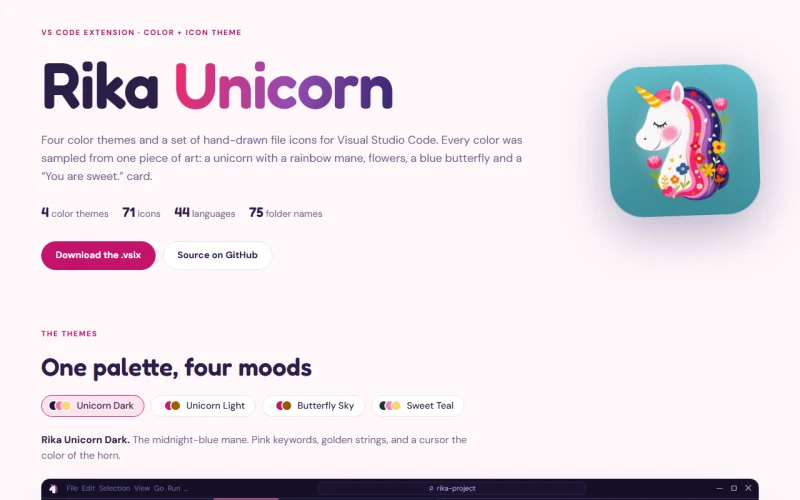 VS CODE EXTENSION · COLOR + ICON THEME
Rika Unicorn
Four color themes and a set of hand-drawn file icons for Visual Studio Code. Every color was
sampled from one piece of art: a unicorn with a rainbow mane, flowers, a blue butterfly and a
“You are sweet.” card.
4 color themes 71 icons 44 languages 75 folder names
Download the .vsix Source on GitHub
THE THEMES
One palette, four moods
Unicorn Dark Unicorn Light Butterfly Sky Sweet Teal
Rika Unicorn Dark. The midnight-blue mane. Pink keywords, golden strings, and a cursor the
color of the horn.
File Edit Selection View Go Run … rika-project